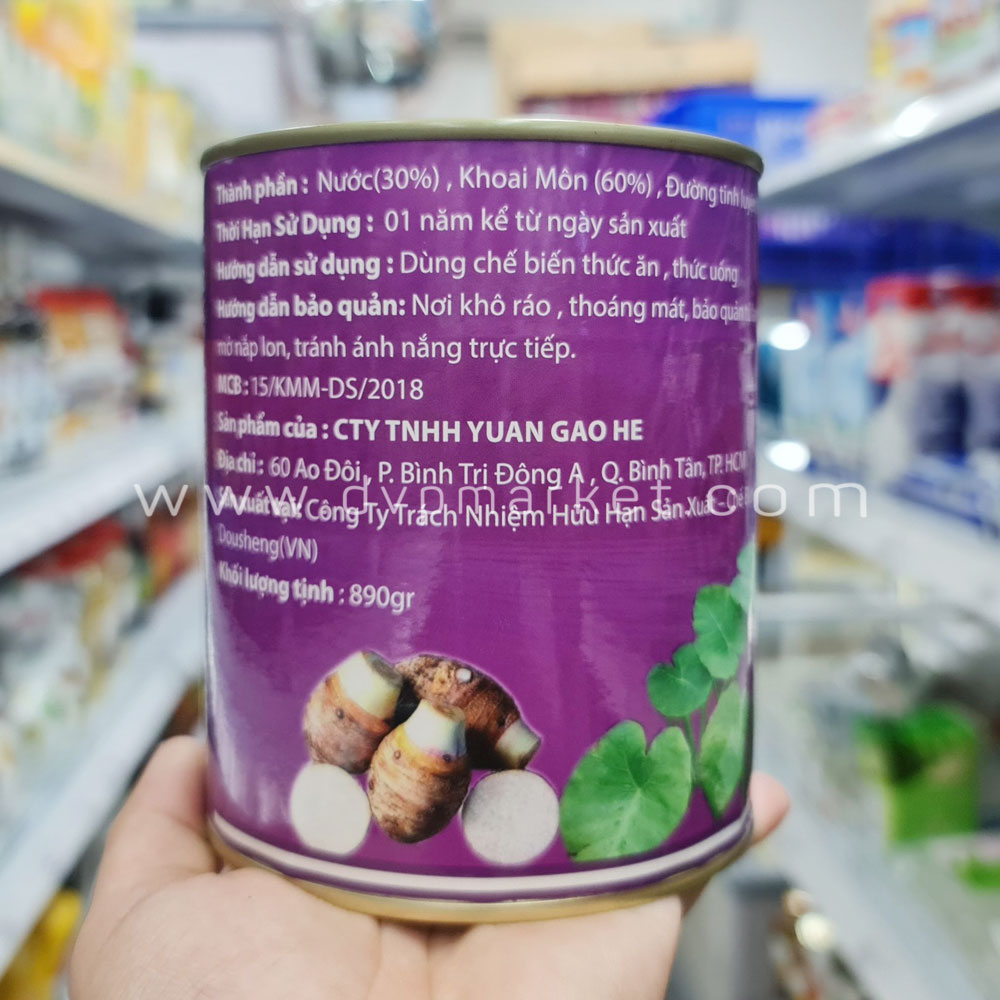 Thành phần : Nước(30%) , Khoai Môn (60%) , Đường tinh
Thời Hạn Sử Dụng : 01 năm kể từ ngày sản xuất
Hướng dẫn sử dụng : Dùng chế biến thức ăn , thức uống
Hướng dẫn bảo quản: Nơi khô ráo , thoáng mát, bảo quản
mở nắp lon, tránh ánh nắng trực tiếp.
MCB : 15/KMM-DS/2018
Sản phẩm của : CTY TNHH YUAN GAO HE
Địa chỉ : 60 Ao Đôi, P. Bình Trị Đông A , Q. Bình Tân, TP. HCM
www.dvpmarket.com
Sản Xuất tại: Công Ty Trách Nhiệm Hữu Hạn Sản Xuất – Chế
Dousheng(VN)
Khối lượng tịnh : 890gr